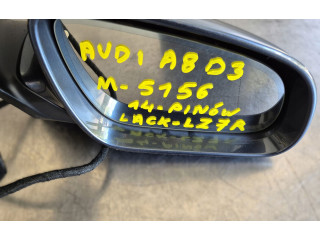 AUDI A8 D3
M-5156
14-PINÓW
LACK-LZ7R